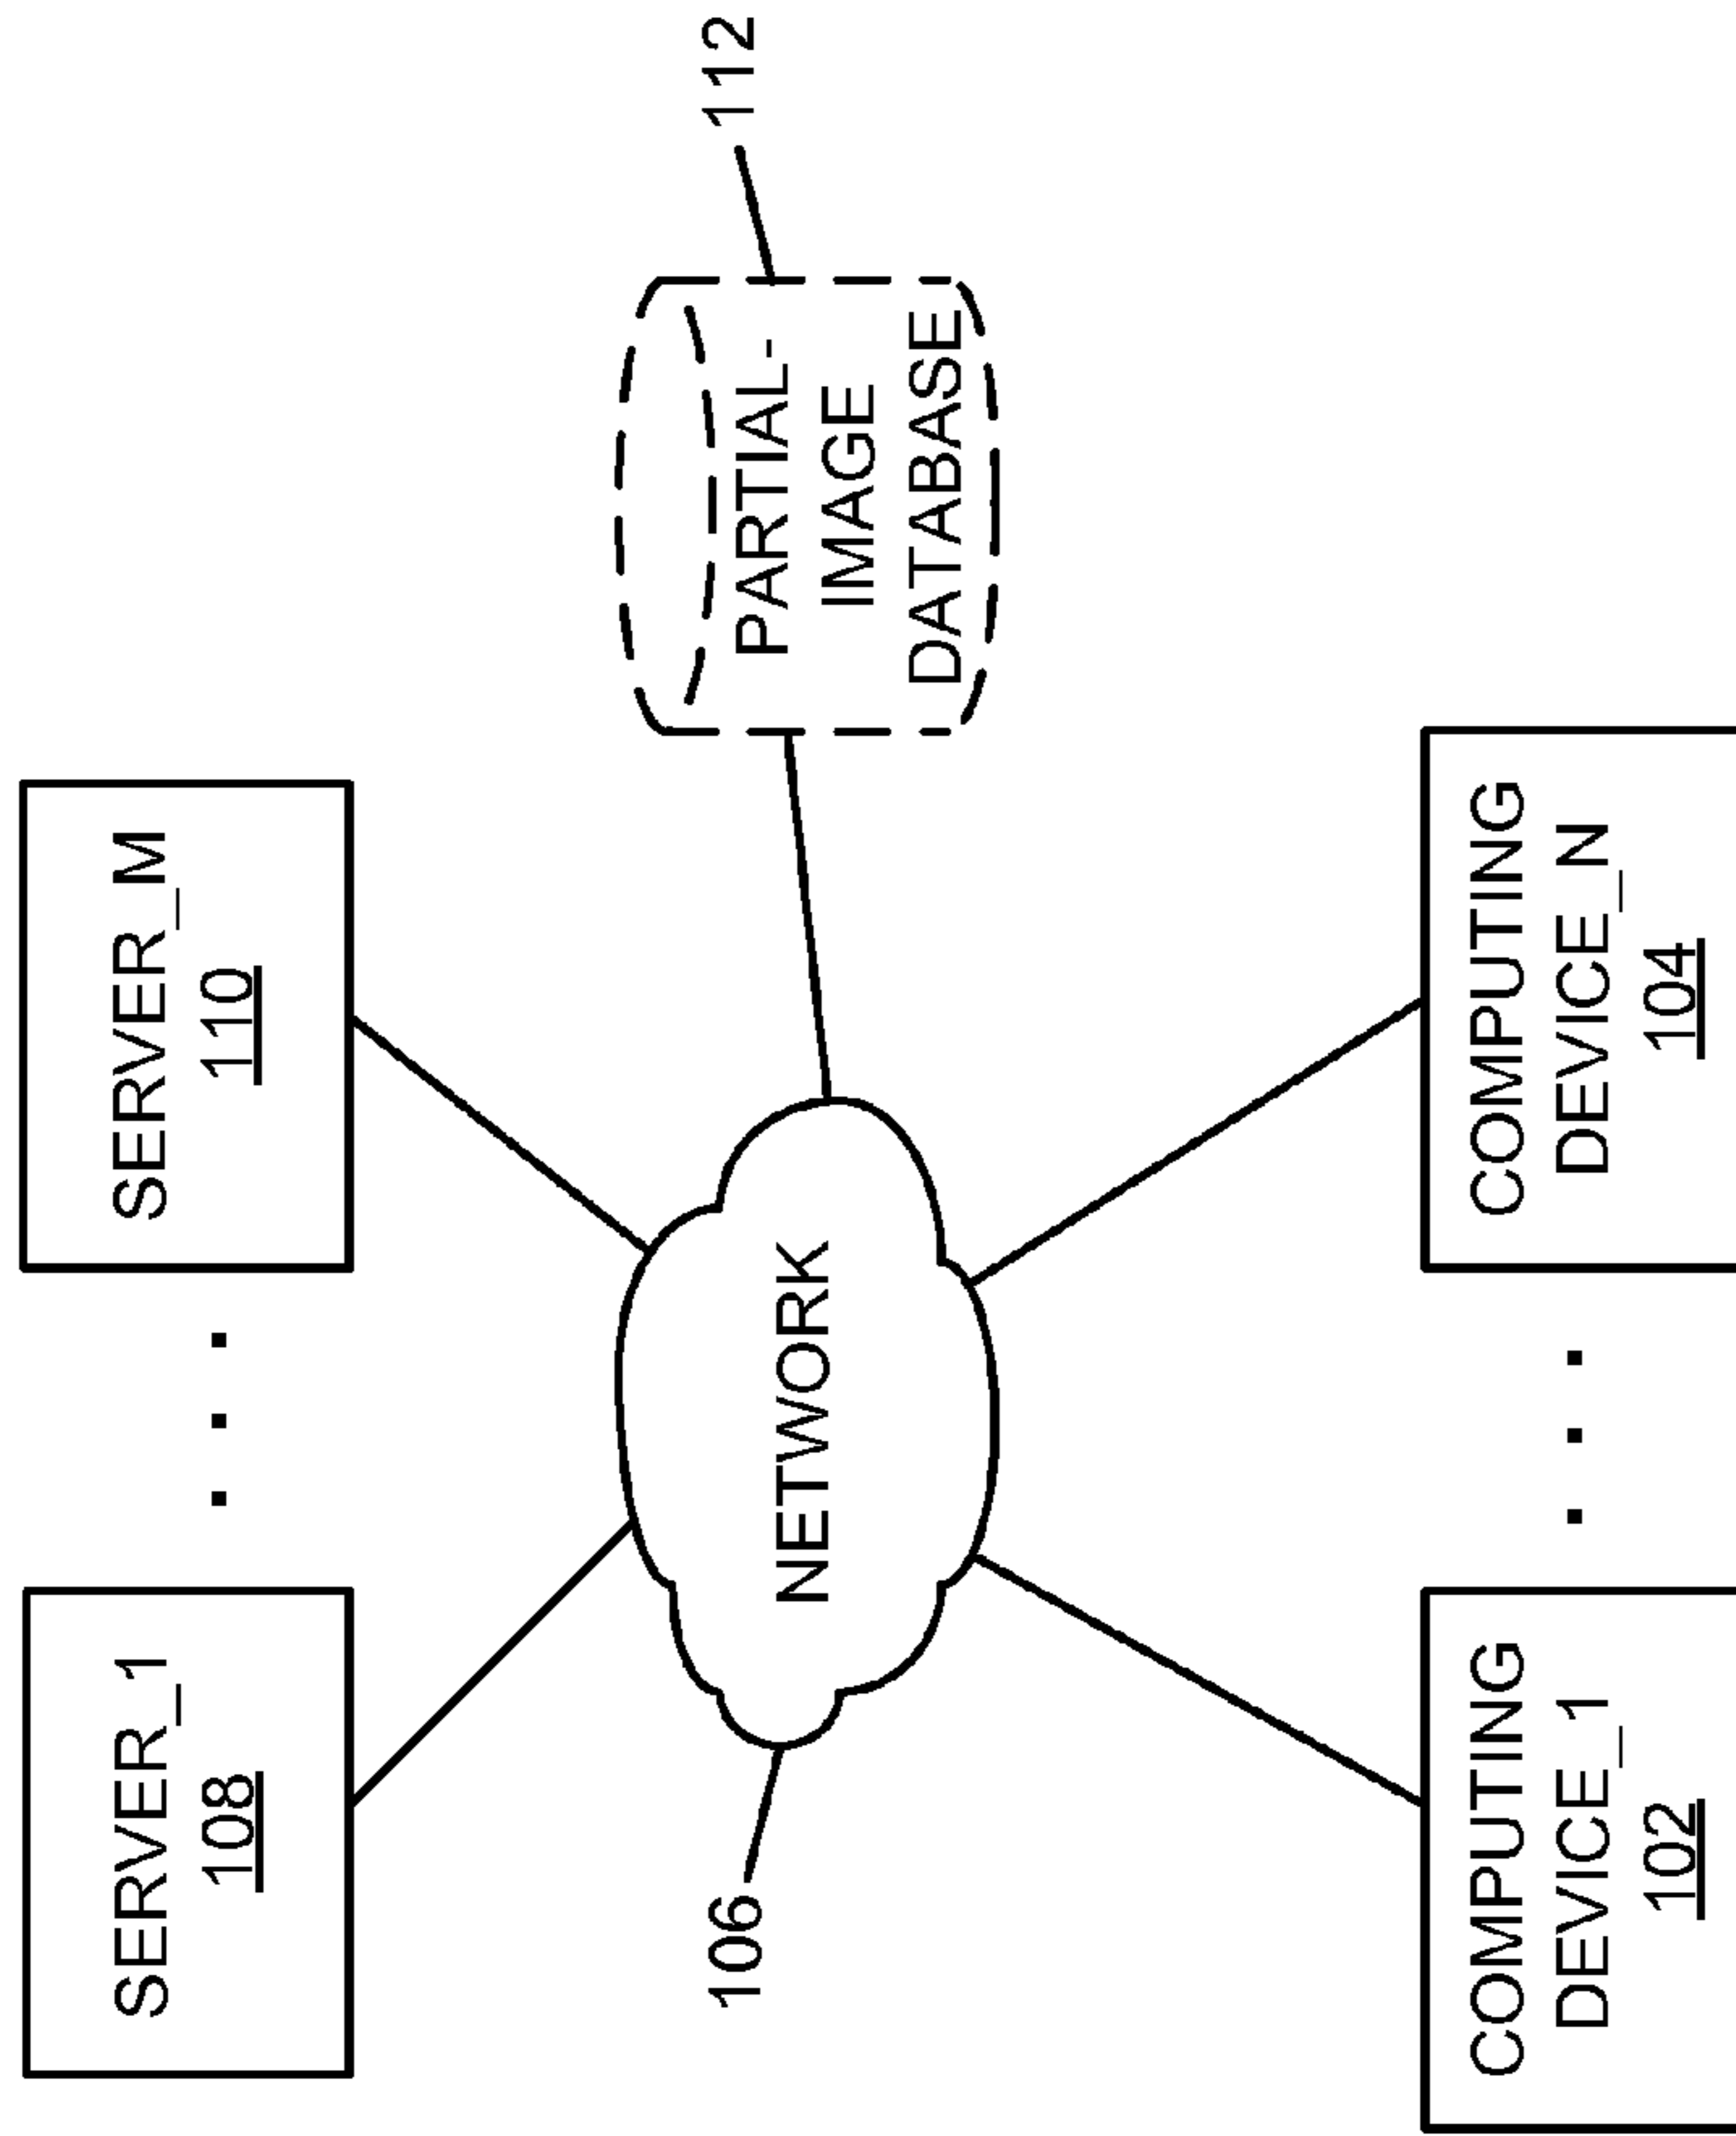 SERVER_1
108
SERVER_M
110
106
NETWORK
PARTIAL-
IMAGE
DATABASE
112
COMPUTING
DEVICE_1
102
COMPUTING
DEVICE_N
104